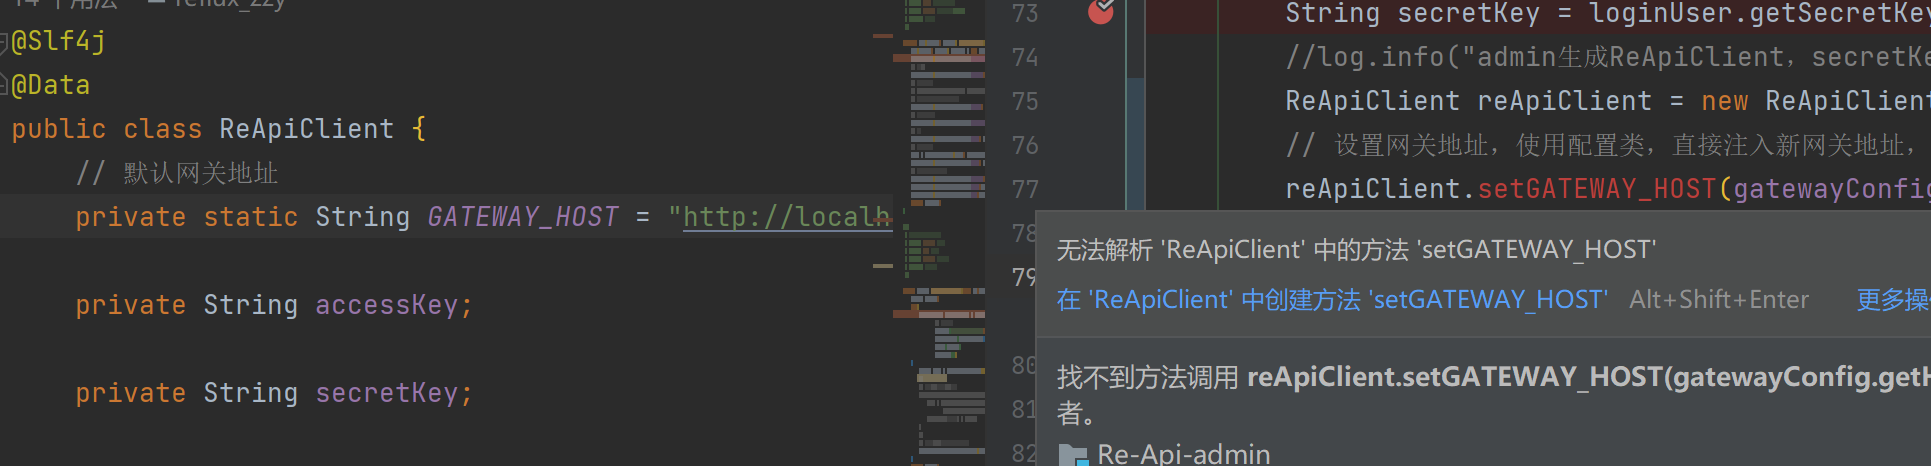 @Slf4j
@Data
public class ReApiClient {
// 默认网关地址
private static String GATEWAY_HOST = "http://localh
private String accessKey;
private String secretKey;
73 String secretKey = loginUser.getSecretKey
74 //log.info("admin生成ReApiClient，secretKe
75 ReApiClient reApiClient = new ReApiClient
76 // 设置网关地址，使用配置类，直接注入新网关地址，
77 reApiClient.setGATEWAY_HOST(gatewayConfig
78
无法解析 'ReApiClient' 中的方法 'setGATEWAY_HOST'
79
在 'ReApiClient' 中创建方法 'setGATEWAY_HOST' Alt+Shift+Enter 更多操
80
找不到方法调用 reApiClient.setGATEWAY_HOST(gatewayConfig.getH
81
者。
82
Re-Api-admin